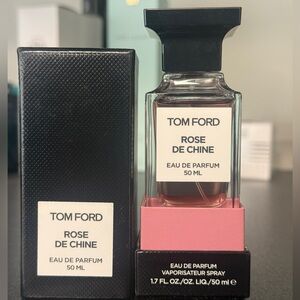 TOM FORD
ROSE
DE CHINE
EAU DE PARFUM
50 ML
TOM FORD
ROSE
DE CHINE
EAU DE PARFUM
50 ML
EAU DE PARFUM
VAPORISATEUR SPRAY
1.7 FL. OZ./OZ. LIQ./50 ml e